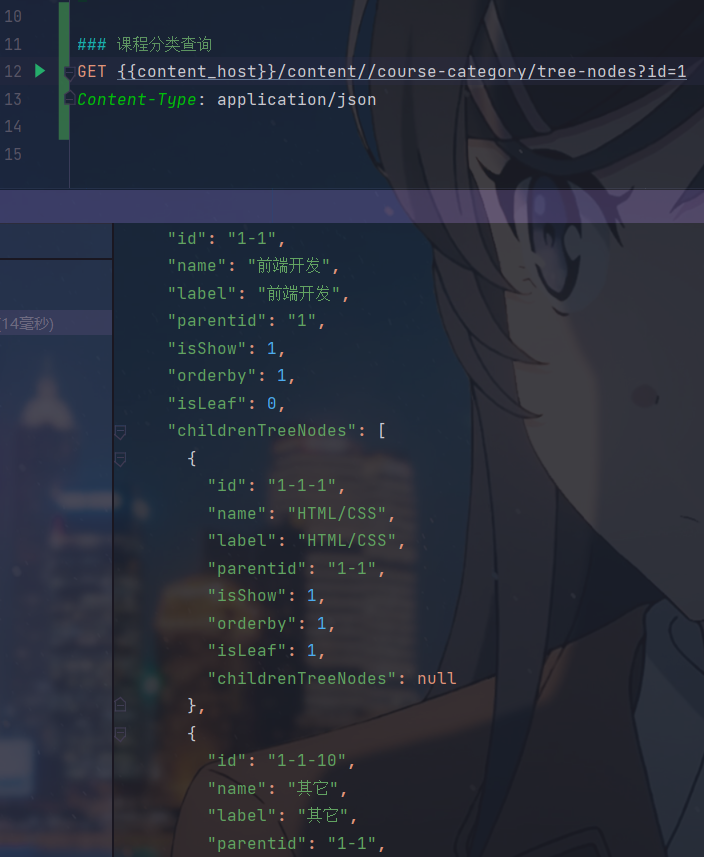 10
11 ### 课程分类查询
12 GET {{content_host}}/content//course-category/tree-nodes?id=1
13 Content-Type: application/json
14
15
(14毫秒)
"id": "1-1",
"name": "前端开发",
"label": "前端开发",
"parentid": "1",
"isShow": 1,
"orderby": 1,
"isLeaf": 0,
"childrenTreeNodes": [
{
"id": "1-1-1",
"name": "HTML/CSS",
"label": "HTML/CSS",
"parentid": "1-1",
"isShow": 1,
"orderby": 1,
"isLeaf": 1,
"childrenTreeNodes": null
},
{
"id": "1-1-10",
"name": "其它",
"label": "其它",
"parentid": "1-1",